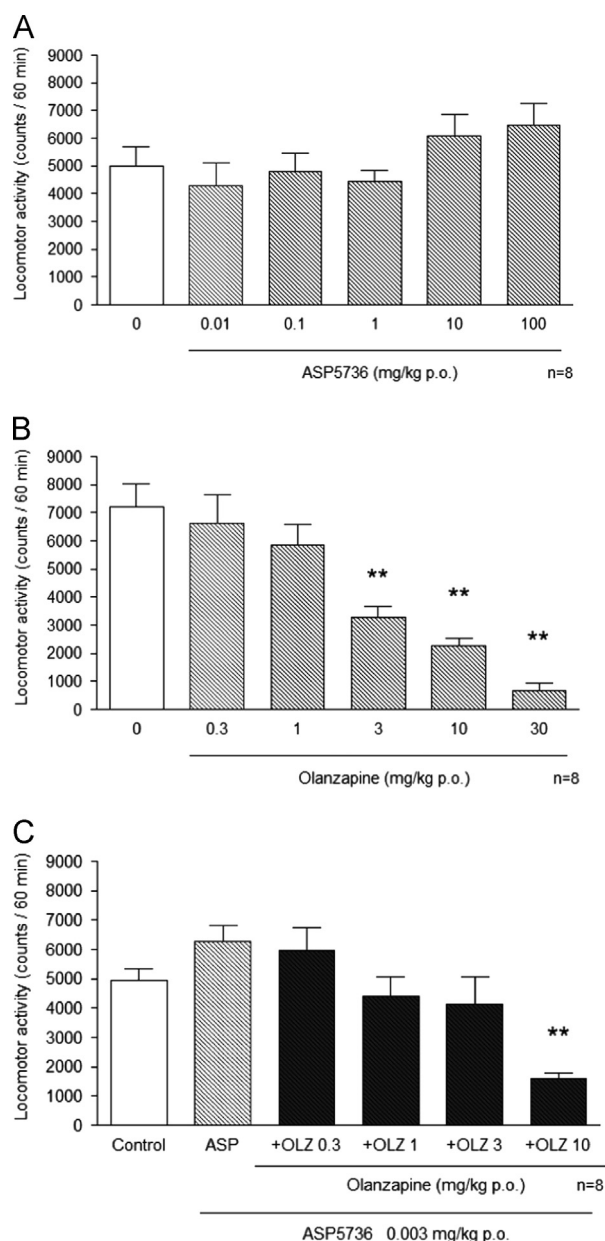 A
Locomotor activity (counts / 60 min)
9000
8000
7000
6000
5000
4000
3000
2000
1000
0
0 0.01 0.1 1 10 100
ASP5736 (mg/kg p.o.) n=8
B
Locomotor activity (counts / 60 min)
9000
8000
7000
6000
5000
4000
3000
2000
1000
0
** ** **
0 0.3 1 3 10 30
Olanzapine (mg/kg p.o.) n=8
C
Locomotor activity (counts / 60 min)
9000
8000
7000
6000
5000
4000
3000
2000
1000
0
**
Control ASP +OLZ 0.3 +OLZ 1 +OLZ 3 +OLZ 10
Olanzapine (mg/kg p.o.) n=8
ASP5736 0.003 mg/kg p.o.